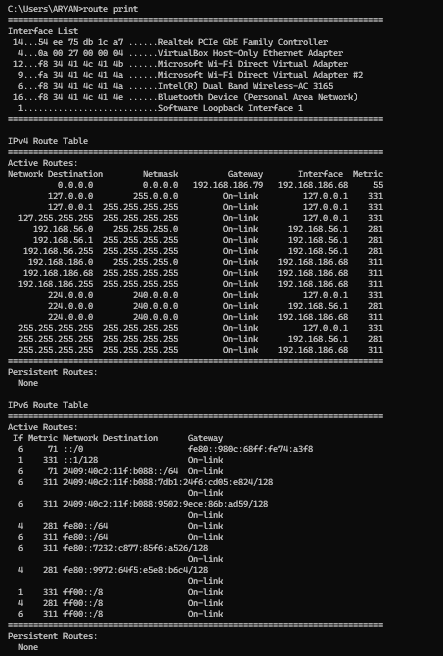 C:\Users\ARYAN>route print
===========================================================================
Interface List
 14...54 ee 75 db 1c a7 ......Realtek PCIe GbE Family Controller
  4...0a 00 27 00 00 04 ......VirtualBox Host-Only Ethernet Adapter
 12...f8 34 41 4c 41 4b ......Microsoft Wi-Fi Direct Virtual Adapter
  9...fa 34 41 4c 41 4a ......Microsoft Wi-Fi Direct Virtual Adapter #2
  6...f8 34 41 4c 41 4a ......Intel(R) Dual Band Wireless-AC 3165
 16...f8 34 41 4c 41 4e ......Bluetooth Device (Personal Area Network)
  1...........................Software Loopback Interface 1
===========================================================================

IPv4 Route Table
===========================================================================
Active Routes:
Network Destination        Netmask          Gateway       Interface  Metric
          0.0.0.0          0.0.0.0   192.168.186.79   192.168.186.68     55
        127.0.0.0        255.0.0.0         On-link         127.0.0.1    331
        127.0.0.1  255.255.255.255         On-link         127.0.0.1    331
  127.255.255.255  255.255.255.255         On-link         127.0.0.1    331
     192.168.56.0    255.255.255.0         On-link      192.168.56.1    281
     192.168.56.1  255.255.255.255         On-link      192.168.56.1    281
   192.168.56.255  255.255.255.255         On-link      192.168.56.1    281
    192.168.186.0    255.255.255.0         On-link    192.168.186.68    311
   192.168.186.68  255.255.255.255         On-link    192.168.186.68    311
  192.168.186.255  255.255.255.255         On-link    192.168.186.68    311
        224.0.0.0        240.0.0.0         On-link         127.0.0.1    331
        224.0.0.0        240.0.0.0         On-link      192.168.56.1    281
        224.0.0.0        240.0.0.0         On-link    192.168.186.68    311
  255.255.255.255  255.255.255.255         On-link         127.0.0.1    331
  255.255.255.255  255.255.255.255         On-link      192.168.56.1    281
  255.255.255.255  255.255.255.255         On-link    192.168.186.68    311
===========================================================================
Persistent Routes:
  None

IPv6 Route Table
===========================================================================
Active Routes:
 If Metric Network Destination      Gateway
  6     71 ::/0                     fe80::980c:68ff:fe74:a3f8
  1    331 ::1/128                  On-link
  6     71 2409:40c2:11f:b088::/64  On-link
  6    311 2409:40c2:11f:b088:7db1:24f6:cd05:e824/128
                                    On-link
  6    311 2409:40c2:11f:b088:9502:9ece:86b:ad59/128
                                    On-link
  4    281 fe80::/64                On-link
  6    311 fe80::/64                On-link
  6    311 fe80::7232:c877:85f6:a526/128
                                    On-link
  4    281 fe80::9972:64f5:e5e8:b6c4/128
                                    On-link
  1    331 ff00::/8                 On-link
  4    281 ff00::/8                 On-link
  6    311 ff00::/8                 On-link
===========================================================================
Persistent Routes:
  None